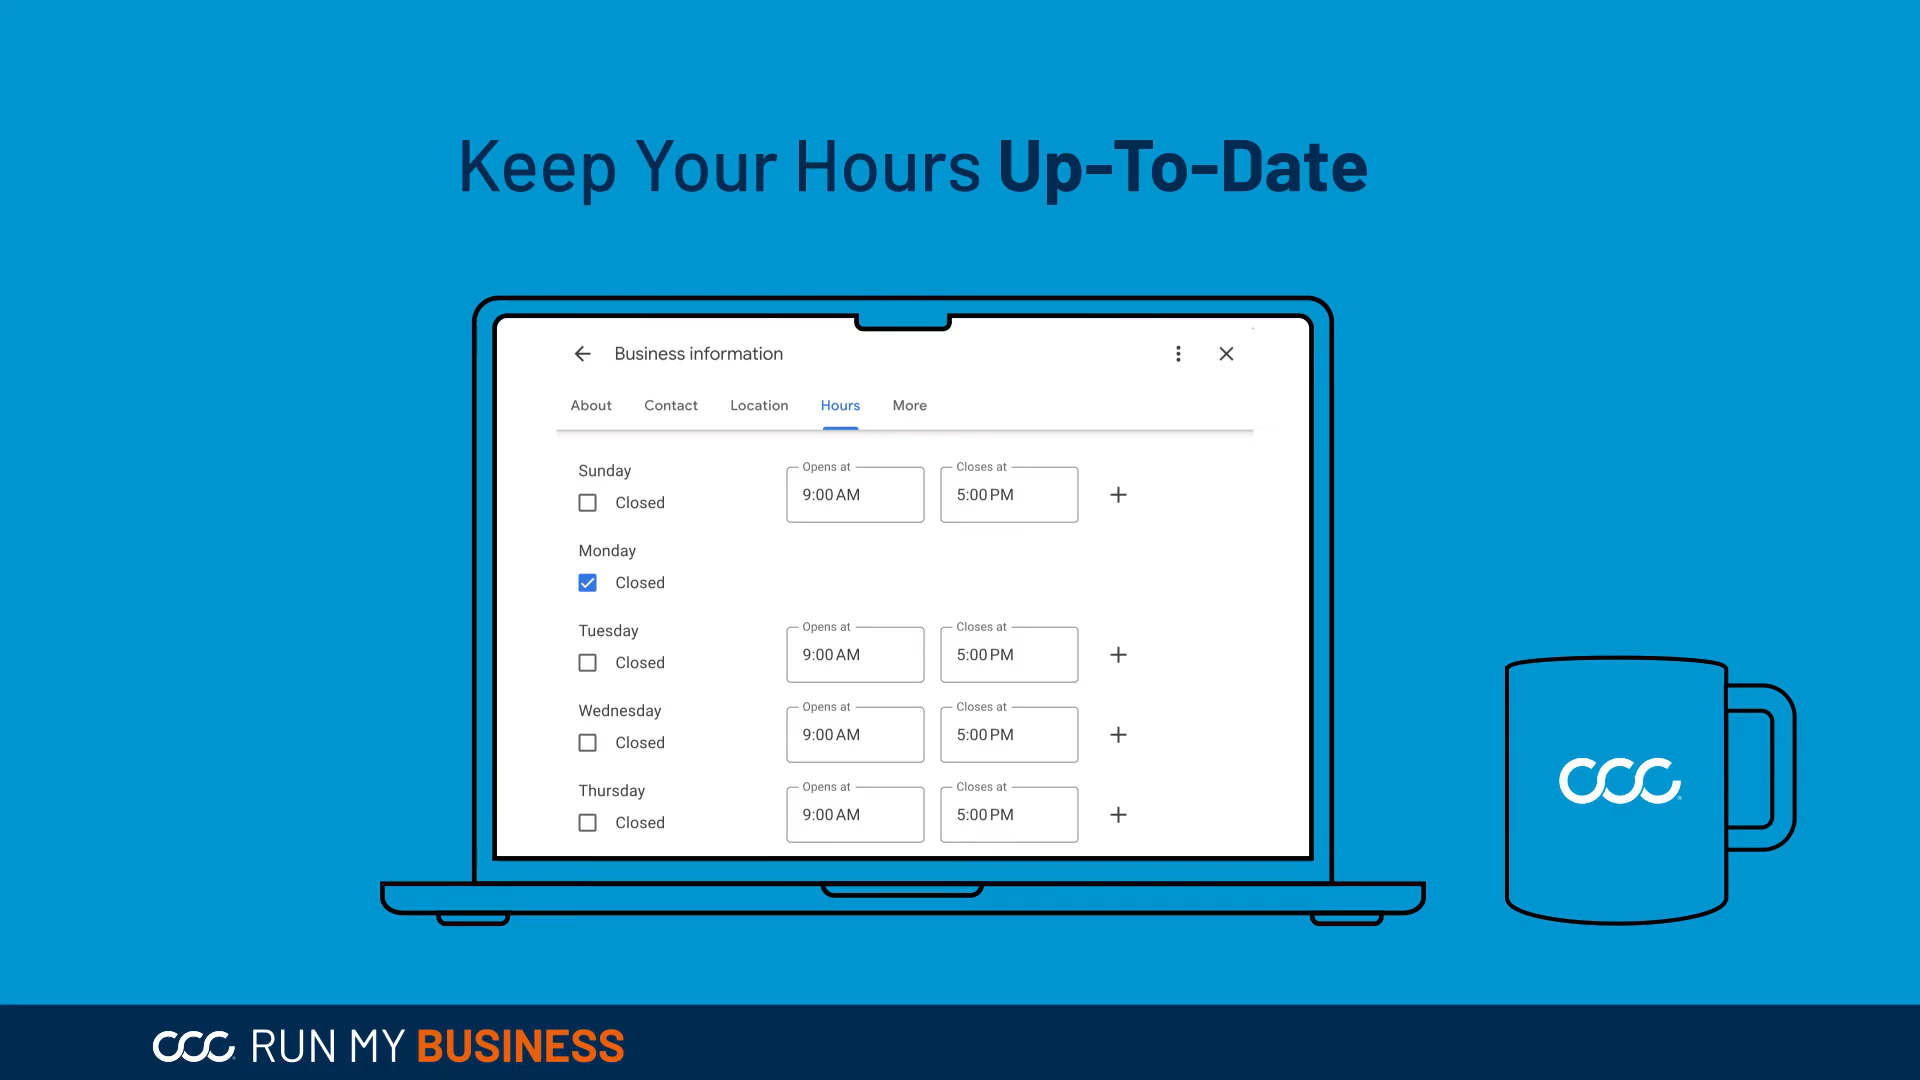 Keep Your Hours Up-To-Date
Business information
About Contact Location Hours More
Sunday
Opens at Closes at
9:00 AM 5:00 PM
Closed
Monday
Closed
Tuesday
Opens at Closes at
9:00 AM 5:00 PM
Closed
Wednesday
Opens at Closes at
9:00 AM 5:00 PM
Closed
Thursday
Opens at Closes at
9:00 AM 5:00 PM
Closed
CCC
CCC RUN MY BUSINESS